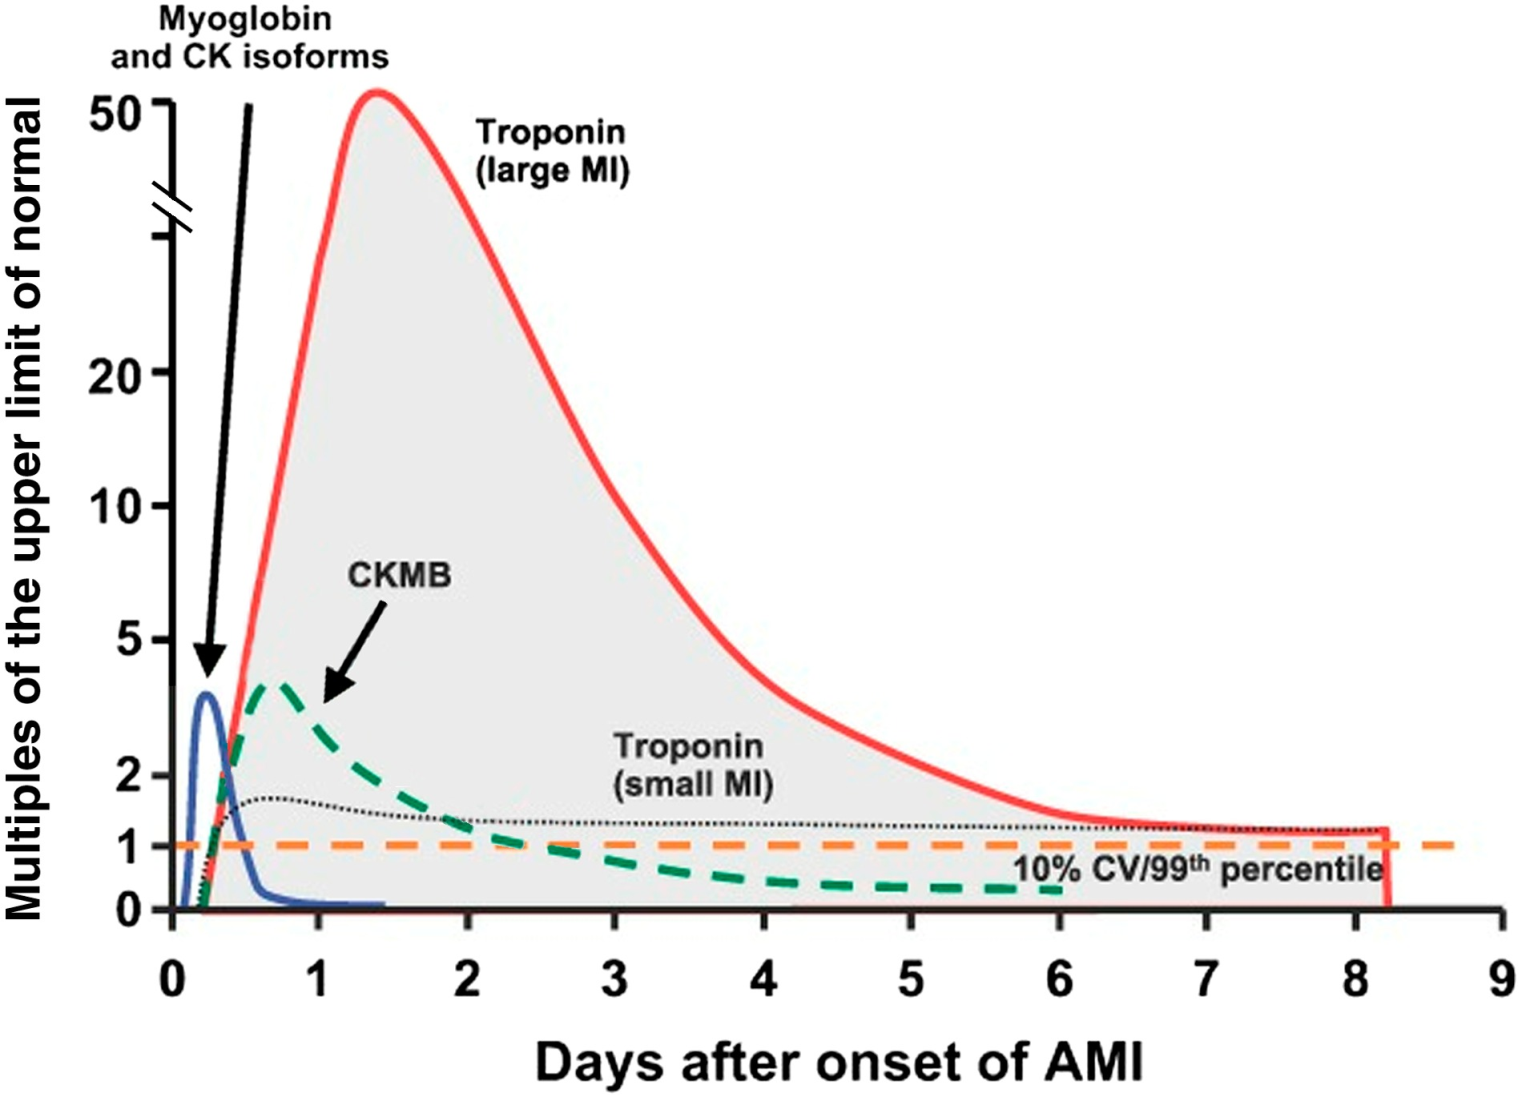 Myoglobin
and CK isoforms
Multiples of the upper limit of normal
50
20
10
5
2
1
0
Troponin
(large MI)
CKMB
Troponin
(small MI)
10% CV/99th percentile
0 1 2 3 4 5 6 7 8 9
Days after onset of AMI